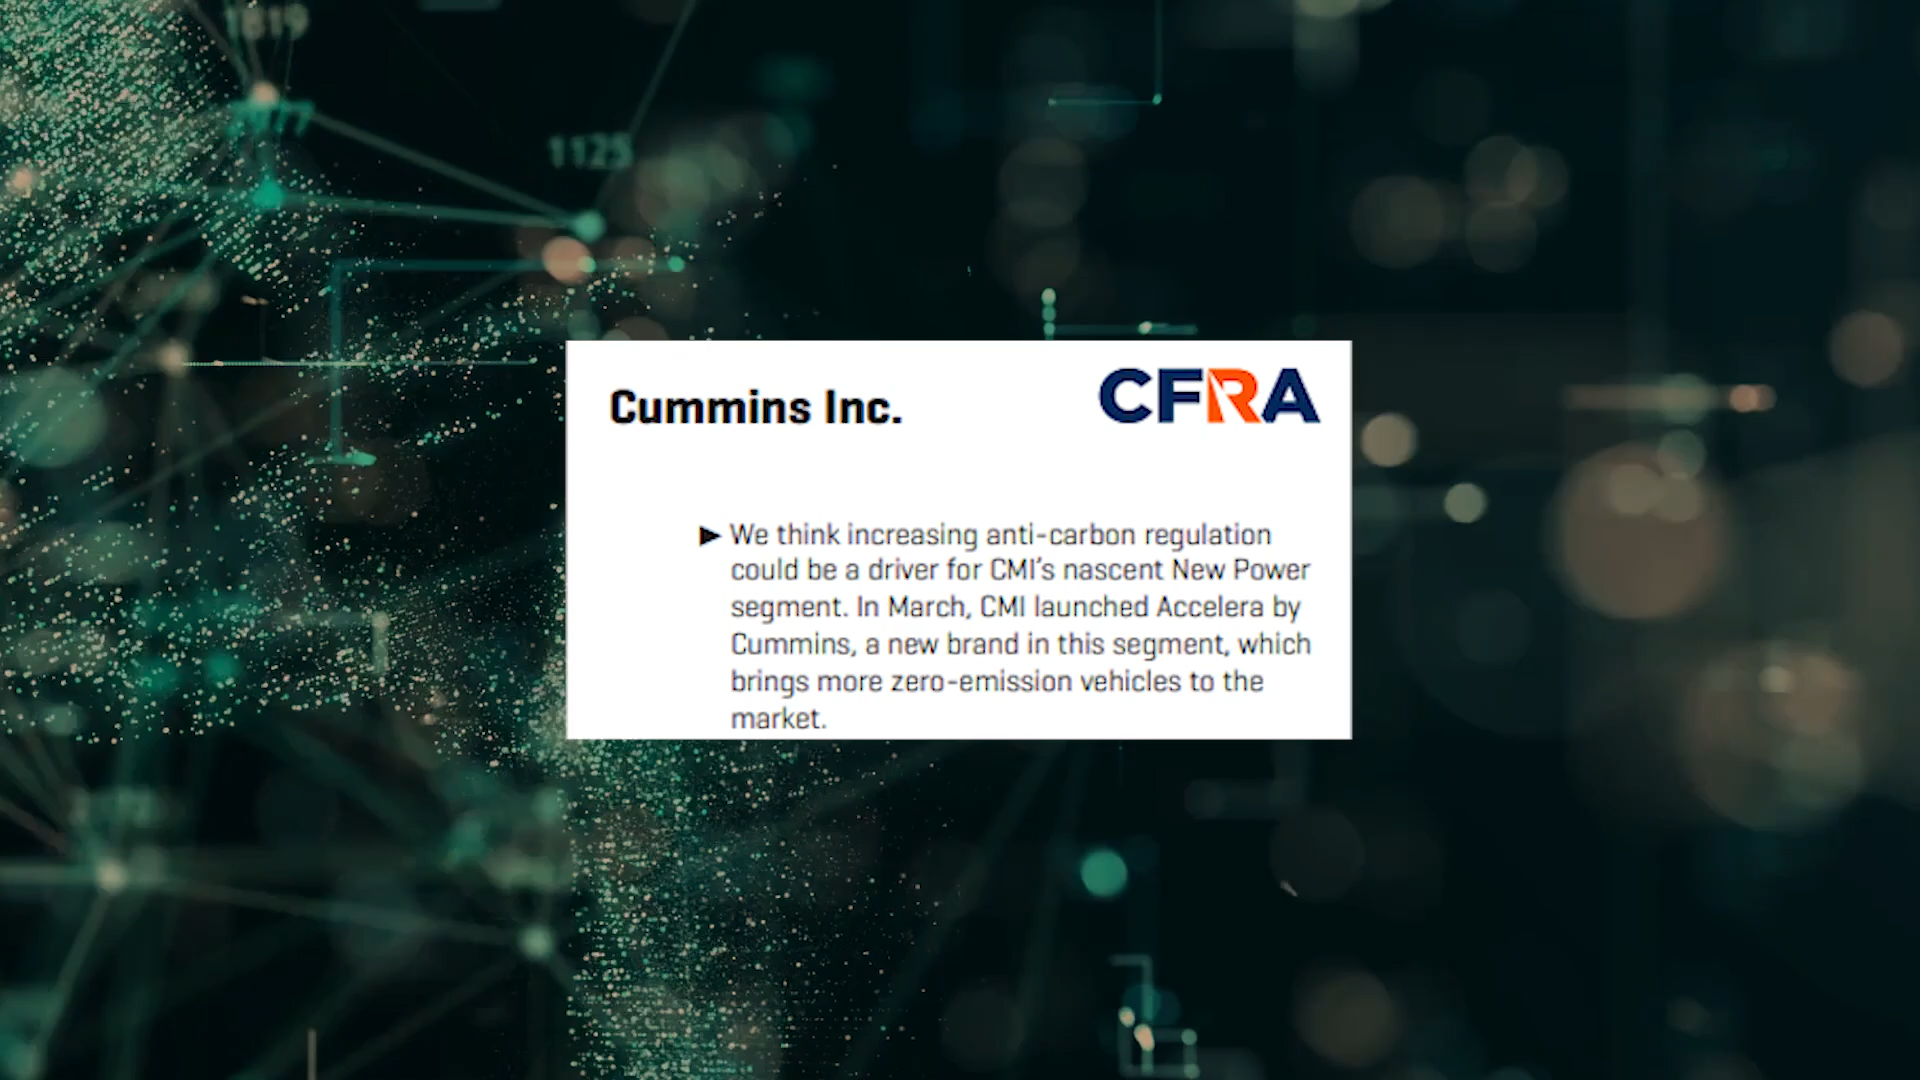 1125
Cummins Inc.
CFRA
► We think increasing anti-carbon regulation
could be a driver for CMI's nascent New Power
segment. In March, CMI launched Accelera by
Cummins, a new brand in this segment, which
brings more zero-emission vehicles to the
market.